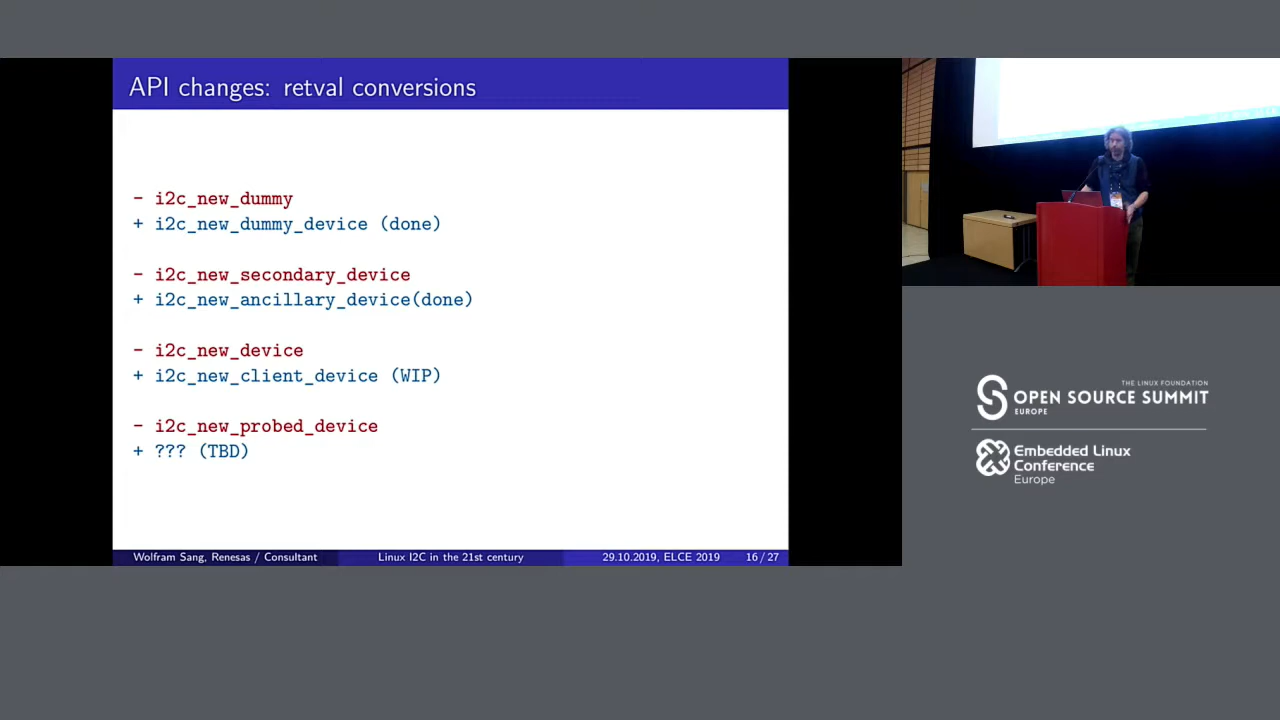 API changes: retval conversions
- i2c_new_dummy
+ i2c_new_dummy_device (done)
- i2c_new_secondary_device
+ i2c_new_ancillary_device(done)
- i2c_new_device
+ i2c_new_client_device (WIP)
- i2c_new_probed_device
+ ??? (TBD)
Wolfram Sang, Renesas / Consultant
Linux I2C in the 21st century
29.10.2019, ELCE 2019
16 / 27
THE LINUX FOUNDATION
OPEN SOURCE SUMMIT
EUROPE
Embedded Linux
Conference
Europe